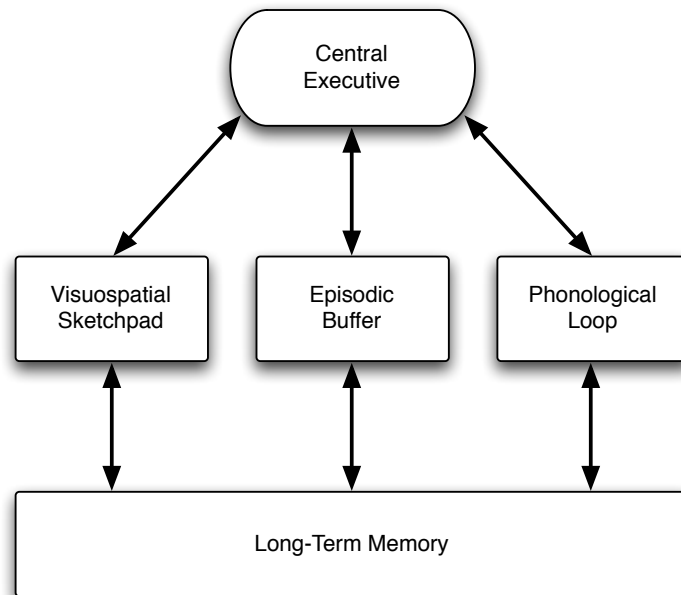 Central
Executive
Visuospatial
Sketchpad
Episodic
Buffer
Phonological
Loop
Long-Term Memory